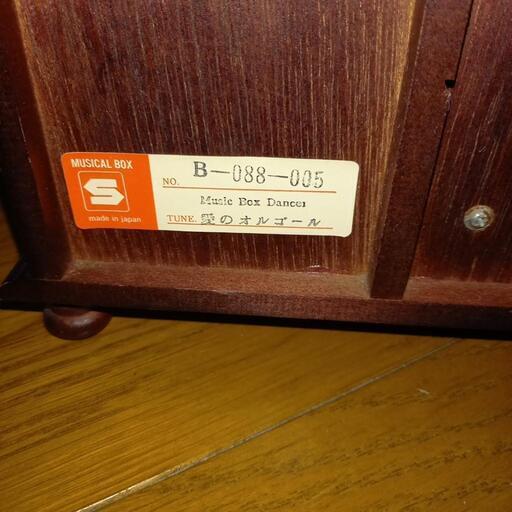 MUSICAL BOX
S
made in japan
NO. B-088-005
Music Box Dancer
TUNE. 愛のオルゴール